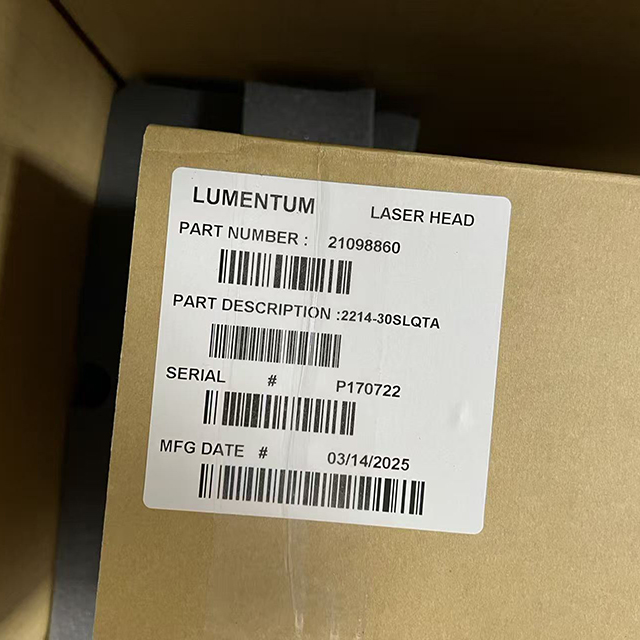 LUMENTUM LASER HEAD
PART NUMBER : 21098860
PART DESCRIPTION :2214-30SLQTA
SERIAL # P170722
MFG DATE # 03/14/2025